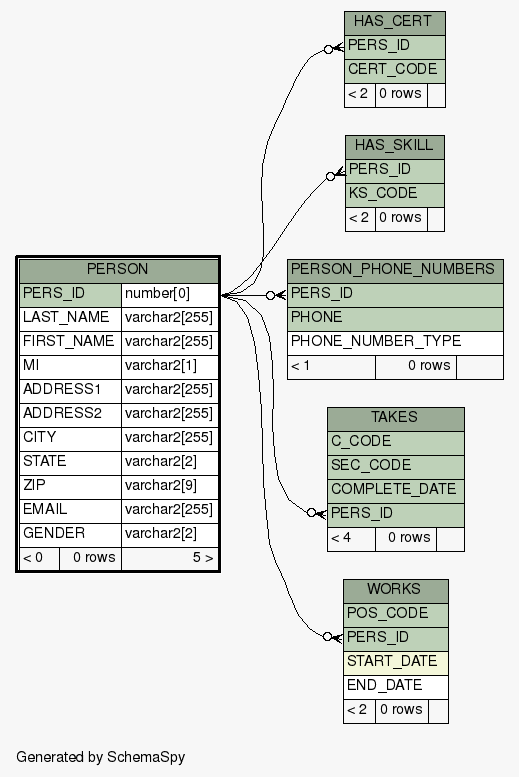 HAS_CERT
PERS_ID
CERT_CODE
< 2 0 rows
HAS_SKILL
PERS_ID
KS_CODE
< 2 0 rows
PERSON
PERS_ID number[0]
LAST_NAME varchar2[255]
FIRST_NAME varchar2[255]
MI varchar2[1]
ADDRESS1 varchar2[255]
ADDRESS2 varchar2[255]
CITY varchar2[255]
STATE varchar2[2]
ZIP varchar2[9]
EMAIL varchar2[255]
GENDER varchar2[2]
< 0 0 rows 5 >
PERSON_PHONE_NUMBERS
PERS_ID
PHONE
PHONE_NUMBER_TYPE
< 1 0 rows
TAKES
C_CODE
SEC_CODE
COMPLETE_DATE
PERS_ID
< 4 0 rows
WORKS
POS_CODE
PERS_ID
START_DATE
END_DATE
< 2 0 rows
Generated by SchemaSpy